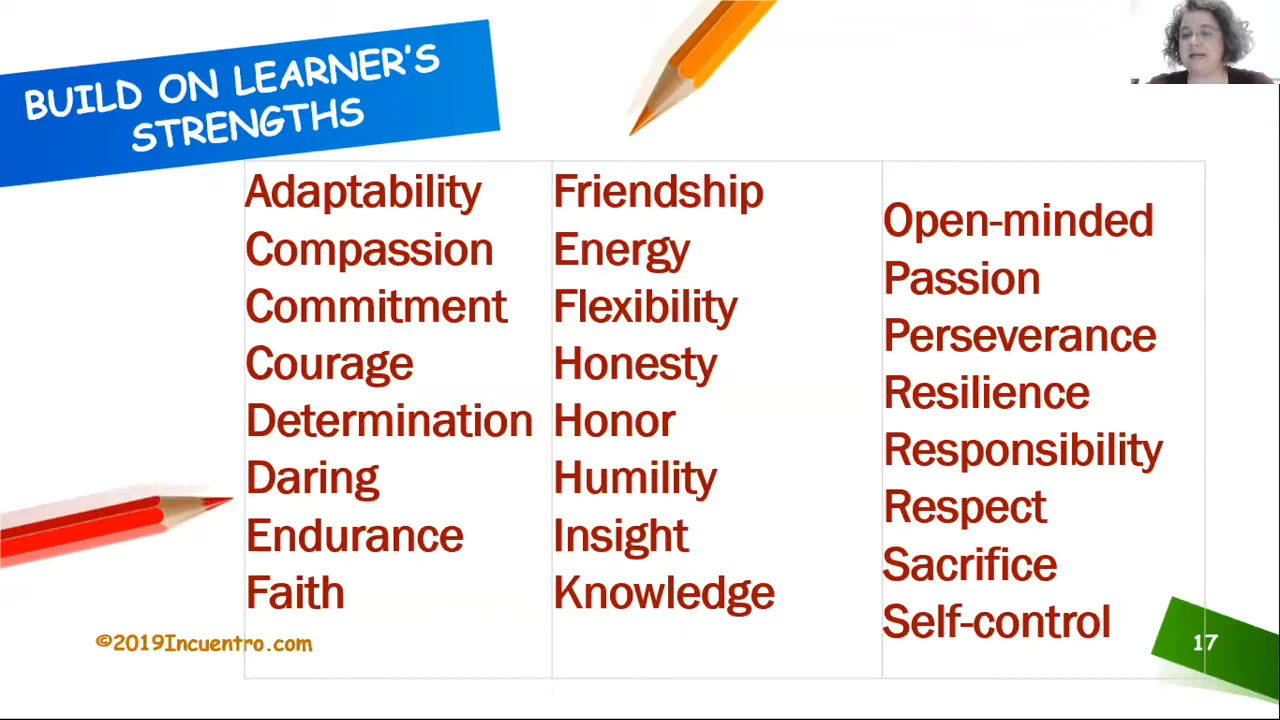 BUILD ON LEARNER'S
STRENGTHS
Adaptability
Compassion
Commitment
Courage
Determination
Daring
Endurance
Faith
Friendship
Energy
Flexibility
Honesty
Honor
Humility
Insight
Knowledge
Open-minded
Passion
Perseverance
Resilience
Responsibility
Respect
Sacrifice
Self-control
©2019Incuentro.com
17